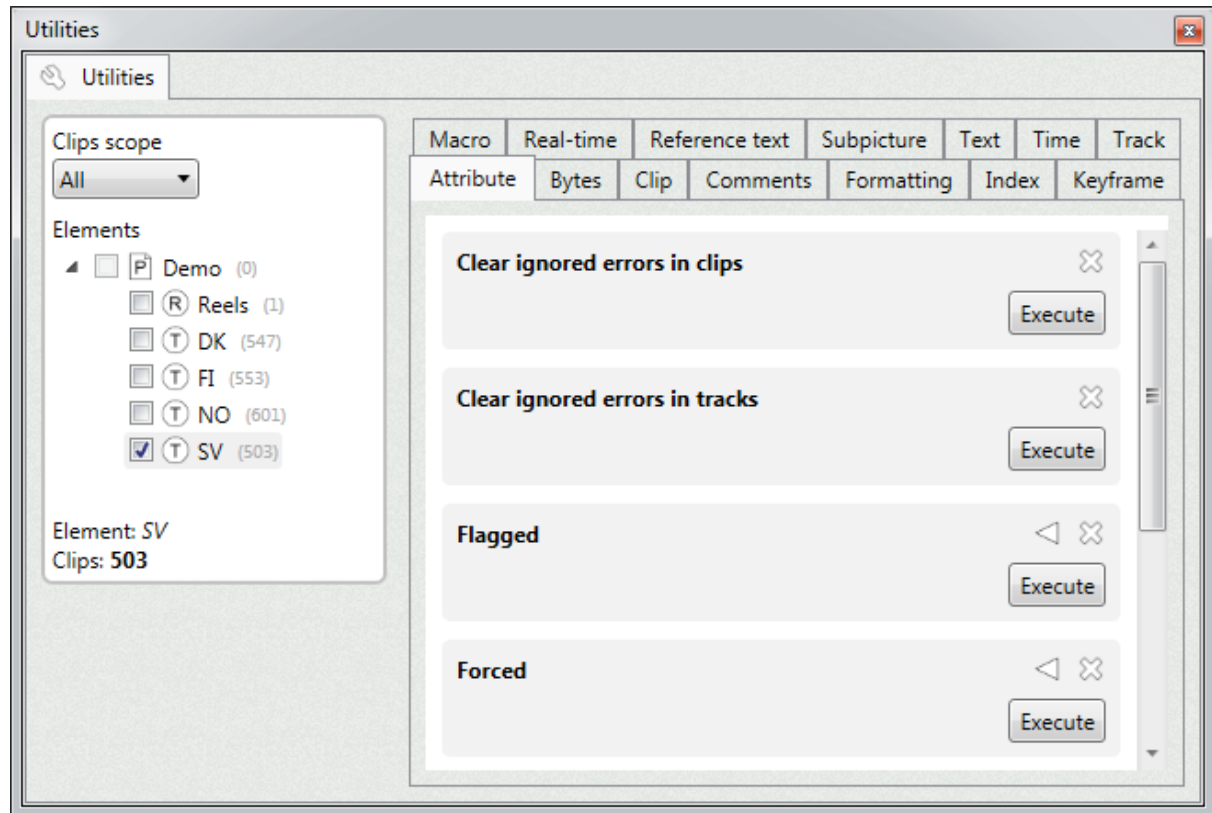 Utilities
Utilities
Clips scope
All
Elements
P Demo (0)
R Reels (1)
T DK (547)
T FI (553)
T NO (601)
T SV (503)
Element: SV
Clips: 503
Macro Real-time Reference text Subpicture Text Time Track
Attribute Bytes Clip Comments Formatting Index Keyframe
Clear ignored errors in clips
Execute
Clear ignored errors in tracks
Execute
Flagged
Execute
Forced
Execute